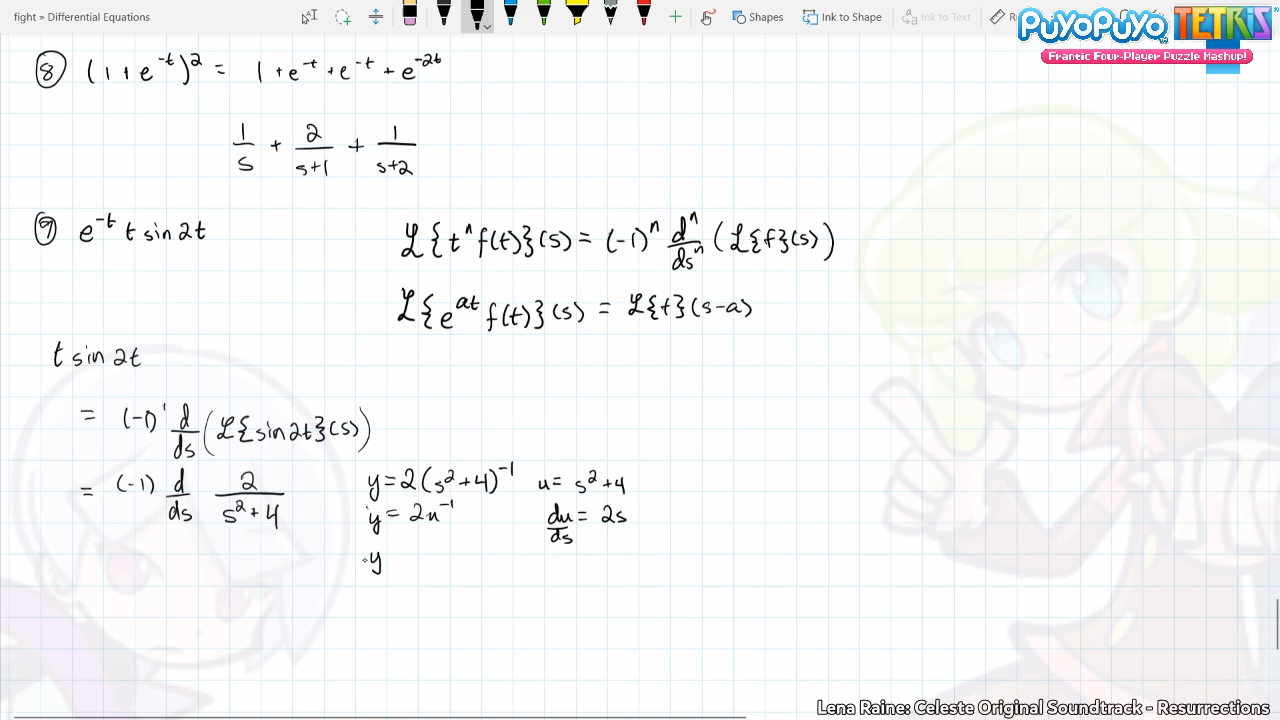 fight » Differential Equations
Shapes
Ink to Shape
Ink to Text
PUYOPUYO TETRIS
Frantic Four-Player Puzzle Mashup!
⑧ (1+e^{-t})^2 = 1+e^{-t}+e^{-t}+e^{-2t}
1/s + 2/(s+1) + 1/(s+2)
⑨ e^{-t} t sin 2t
ℒ{t^n f(t)}(s) = (-1)^n d^n/ds^n (ℒ{f}(s))
ℒ{e^{at} f(t)}(s) = ℒ{f}(s-a)
t sin 2t
= (-1)^1 d/ds (ℒ{sin 2t}(s))
= (-1) d/ds 2/(s^2+4)
y = 2(s^2+4)^{-1} u = s^2+4
y = 2u^{-1} du/ds = 2s
y
Lena Raine: Celeste Original Soundtrack - Resurrections